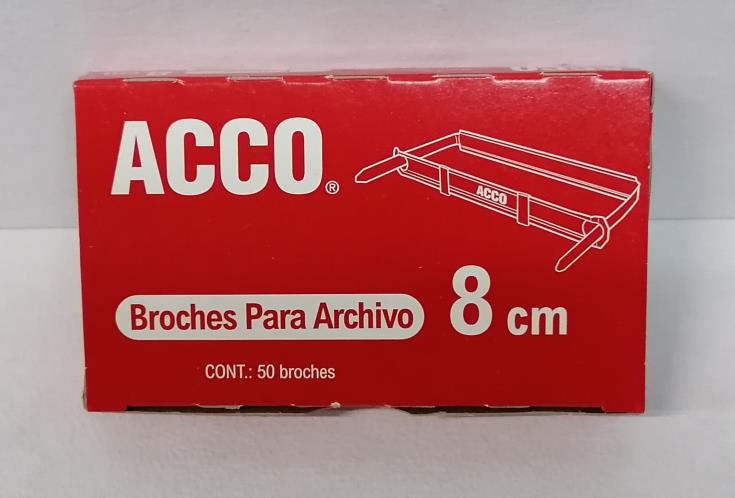 ACCO®
ACCO
Broches Para Archivo
8 cm
CONT.: 50 broches